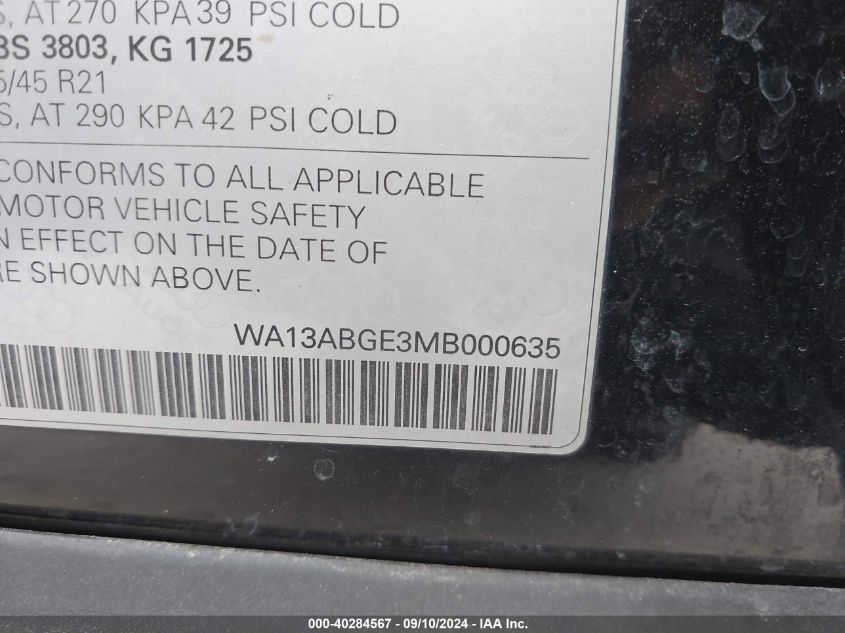 S, AT 270 KPA 39 PSI COLD
BS 3803, KG 1725
5/45 R21
S, AT 290 KPA 42 PSI COLD
CONFORMS TO ALL APPLICABLE
MOTOR VEHICLE SAFETY
N EFFECT ON THE DATE OF
RE SHOWN ABOVE.
WA13ABGE3MB000635
000-40284567 - 09/10/2024 - IAA Inc.